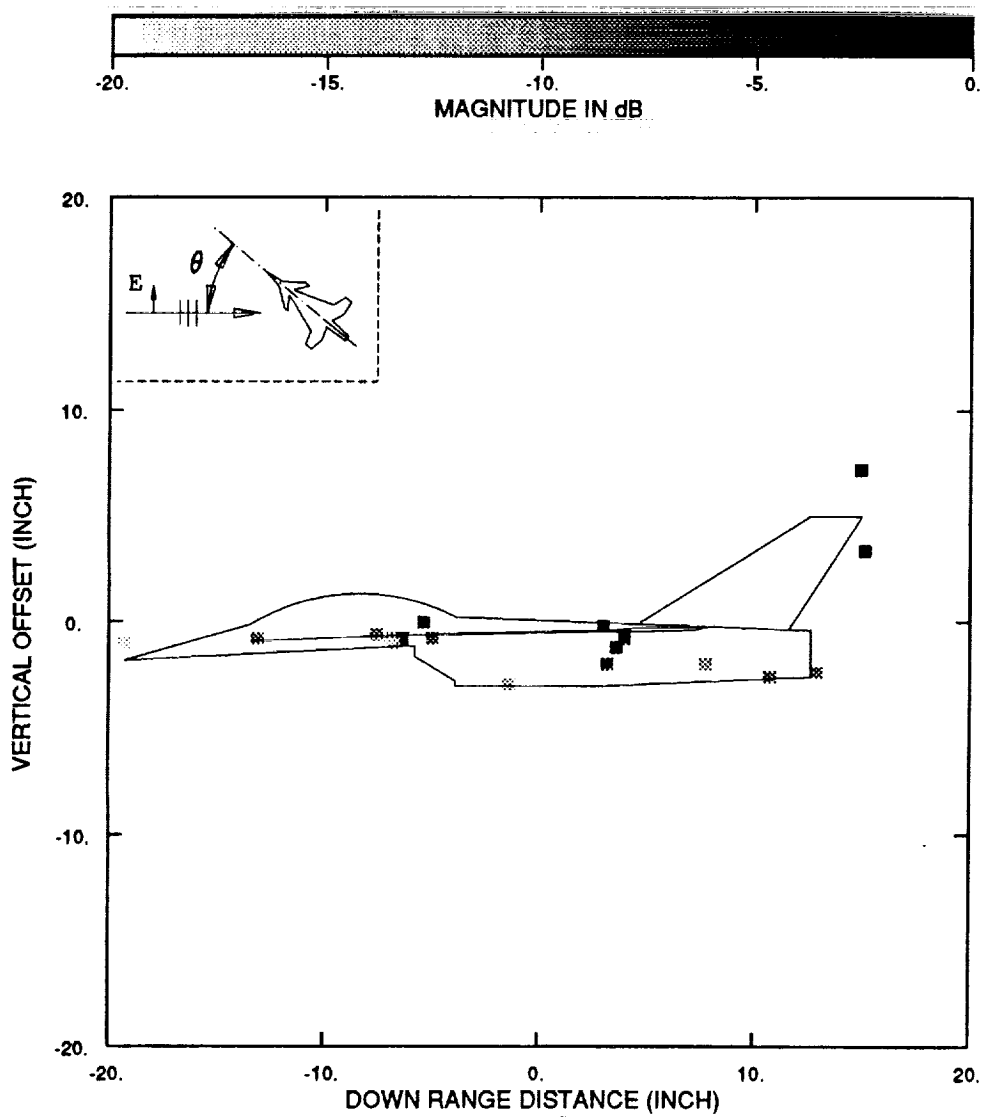 -20. -15. -10. -5. 0.
MAGNITUDE IN dB
20.
θ
E
10.
0.
-10.
-20.
VERTICAL OFFSET (INCH)
-20. -10. 0. 10. 20.
DOWN RANGE DISTANCE (INCH)